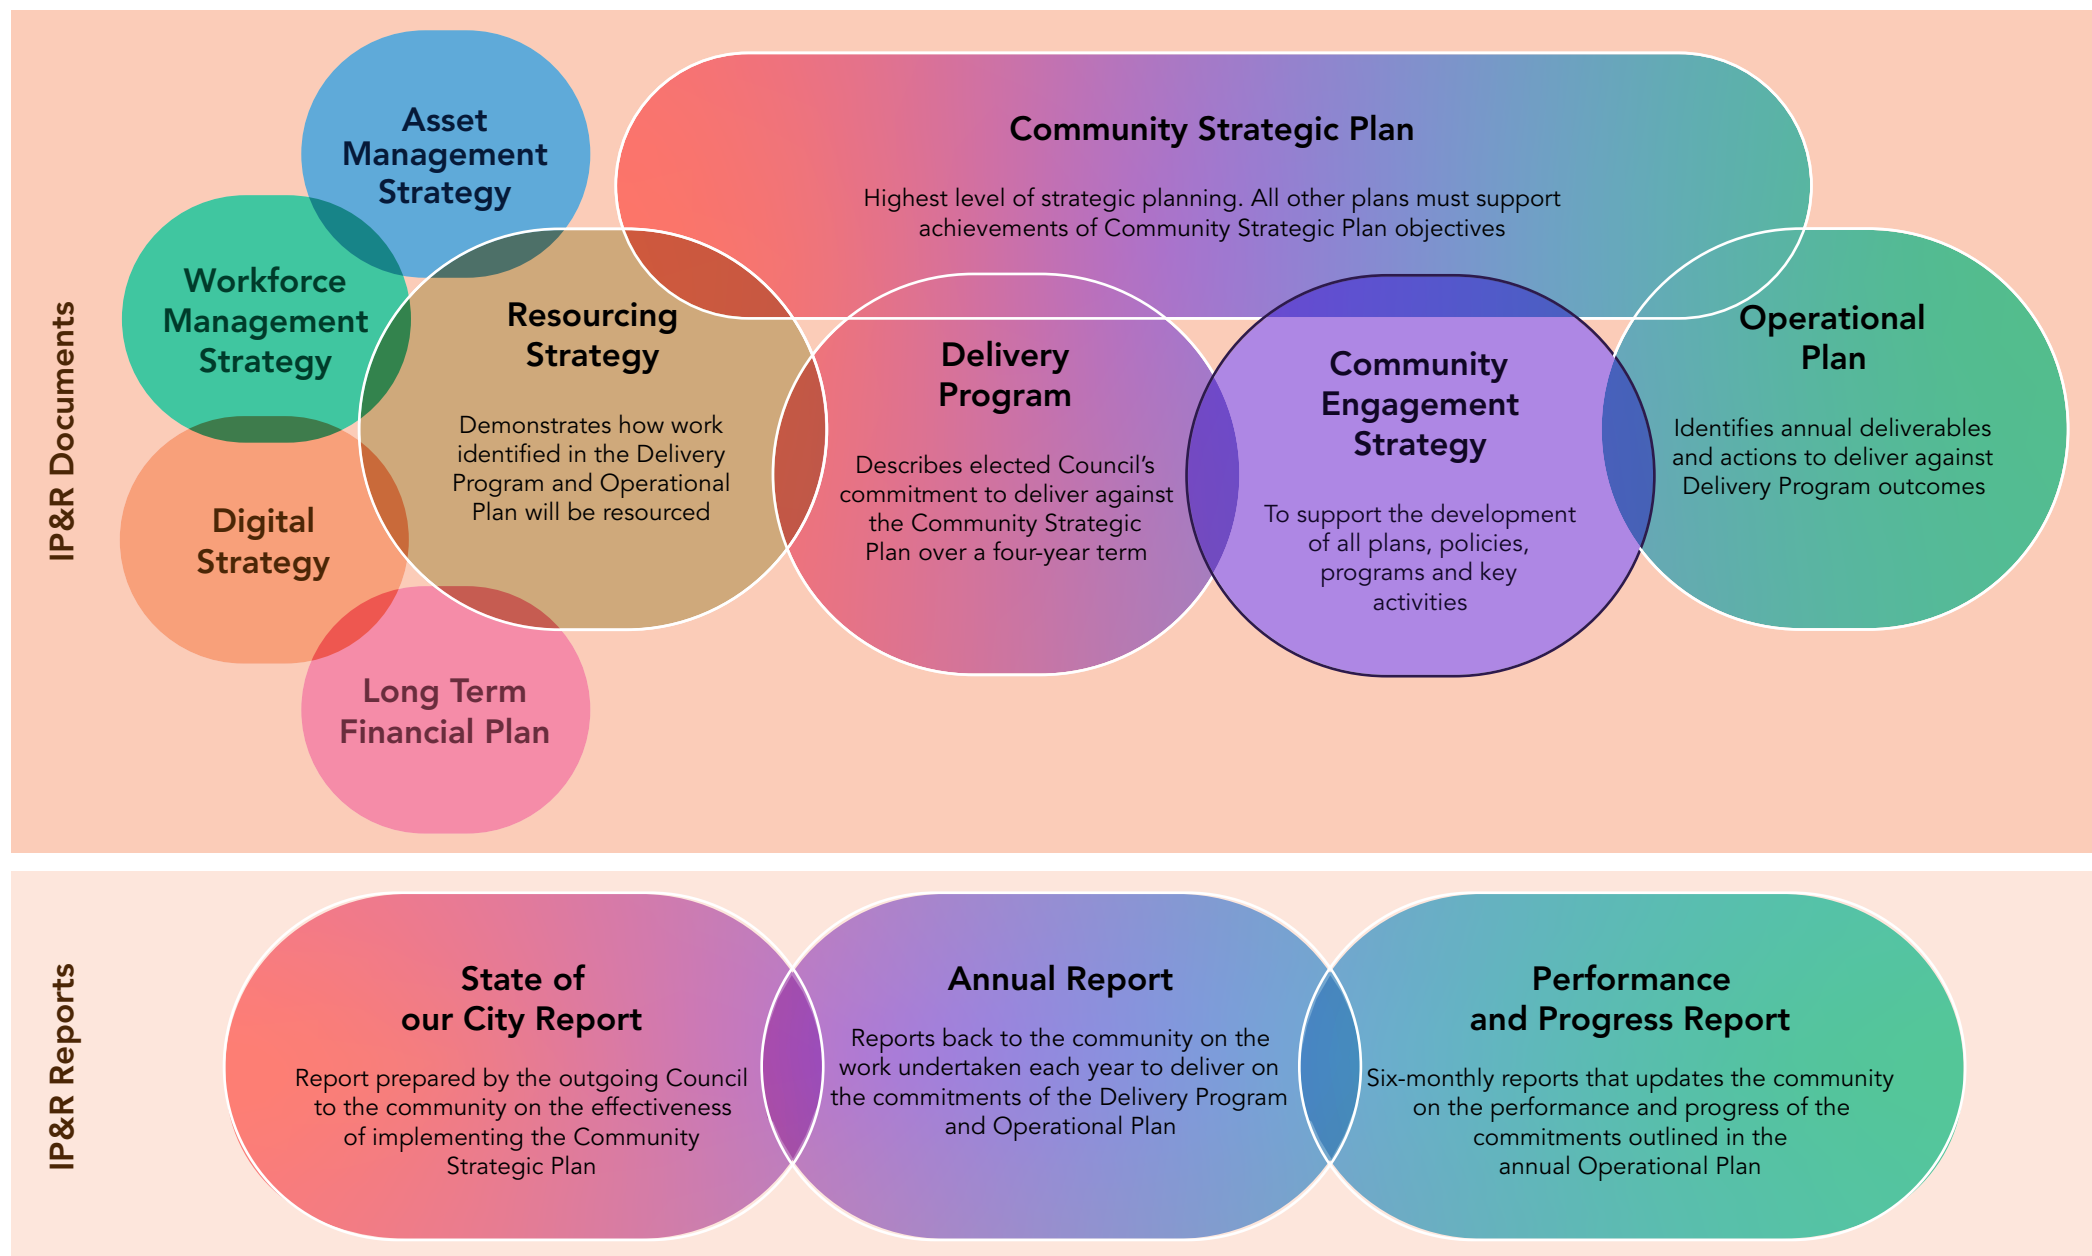 IP&R Documents
Asset
Management
Strategy
Workforce
Management
Strategy
Digital
Strategy
Long Term
Financial Plan
Resourcing
Strategy
Demonstrates how work
identified in the Delivery
Program and Operational
Plan will be resourced
Community Strategic Plan
Highest level of strategic planning. All other plans must support
achievements of Community Strategic Plan objectives
Delivery
Program
Describes elected Council’s
commitment to deliver against
the Community Strategic
Plan over a four-year term
Community
Engagement
Strategy
To support the development
of all plans, policies,
programs and key
activities
Operational
Plan
Identifies annual deliverables
and actions to deliver against
Delivery Program outcomes
IP&R Reports
State of
our City Report
Report prepared by the outgoing Council
to the community on the effectiveness
of implementing the Community
Strategic Plan
Annual Report
Reports back to the community on the
work undertaken each year to deliver on
the commitments of the Delivery Program
and Operational Plan
Performance
and Progress Report
Six-monthly reports that updates the community
on the performance and progress of the
commitments outlined in the
annual Operational Plan